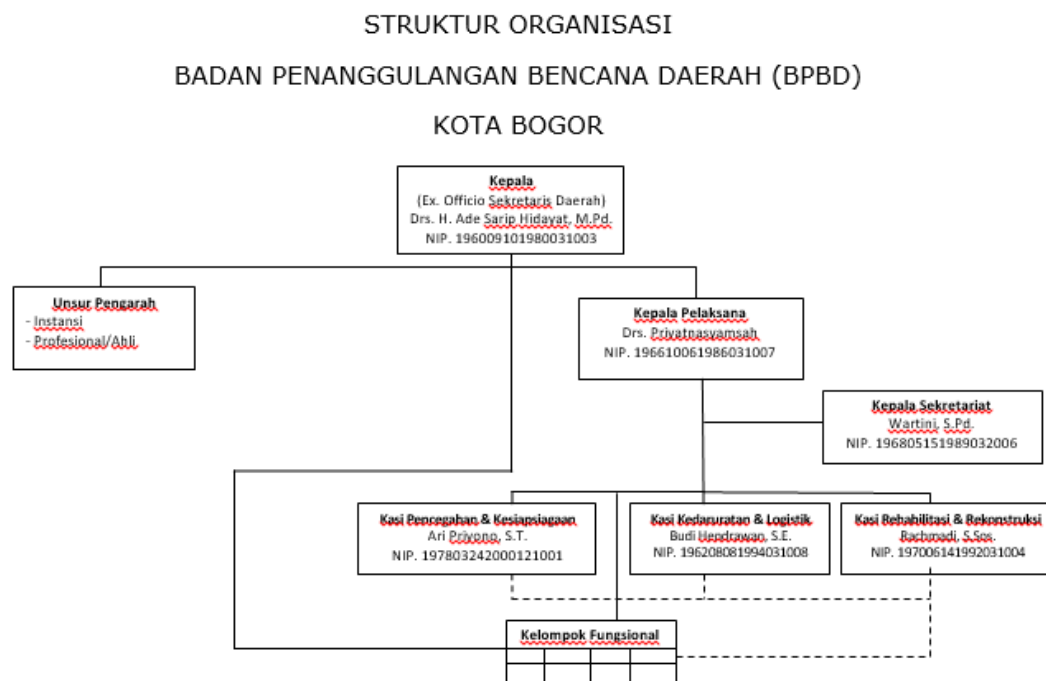 STRUKTUR ORGANISASI
BADAN PENANGGULANGAN BENCANA DAERAH (BPBD)
KOTA BOGOR
Kepala
(Ex. Officio Sekretaris Daerah)
Drs. H. Ade Sarip Hidayat, M.Pd.
NIP. 196009101980031003
Unsur Pengarah
- Instansi
- Profesional/Ahli
Kepala Pelaksana
Drs. Priyatnasyamsah
NIP. 196610061986031007
Kepala Sekretariat
Wartini, S.Pd.
NIP. 196805151989032006
Kasi Pencegahan & Kesiapsiagaan
Ari Priyono, S.T.
NIP. 197803242000121001
Kasi Kedaruratan & Logistik
Budi Hendrawan, S.E.
NIP. 196208081994031008
Kasi Rehabilitasi & Rekonstruksi
Rachmadi, S.Sos.
NIP. 197006141992031004
Kelompok Fungsional